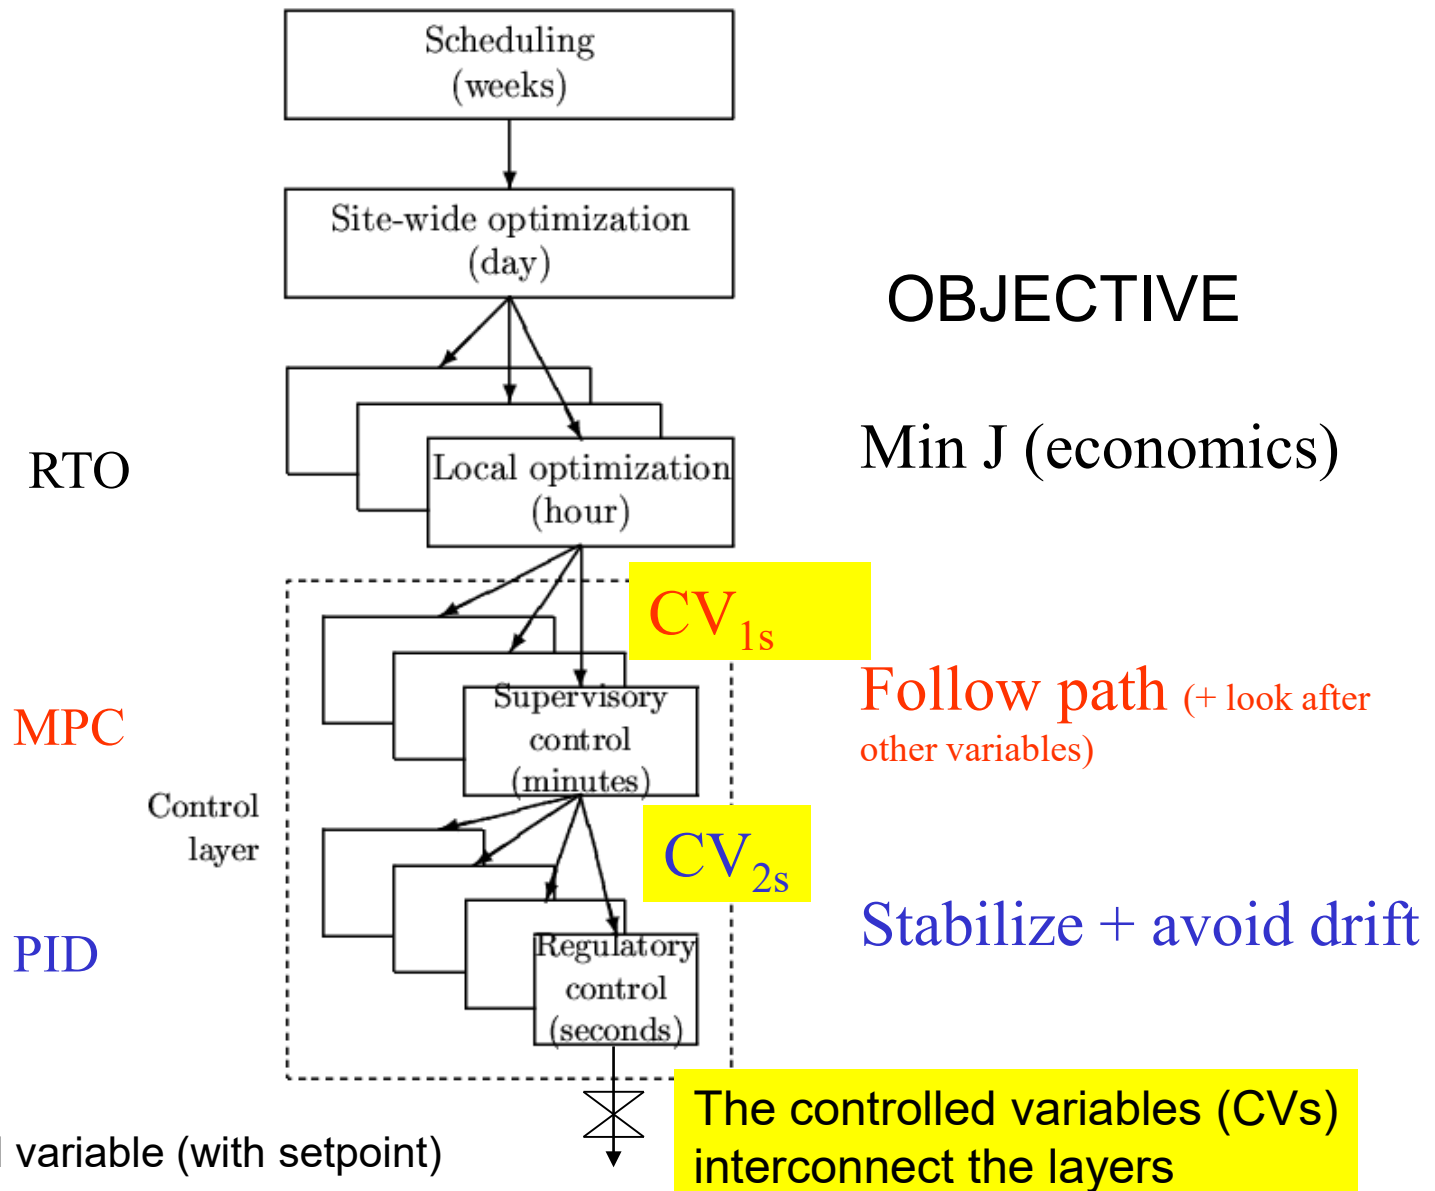 Scheduling
(weeks)
Site-wide optimization
(day)
OBJECTIVE
RTO
Local optimization
(hour)
Min J (economics)
CV1s
MPC
Supervisory
control
(minutes)
Follow path (+ look after
other variables)
Control
layer
CV2s
PID
Regulatory
control
(seconds)
Stabilize + avoid drift
variable (with setpoint)
The controlled variables (CVs)
interconnect the layers